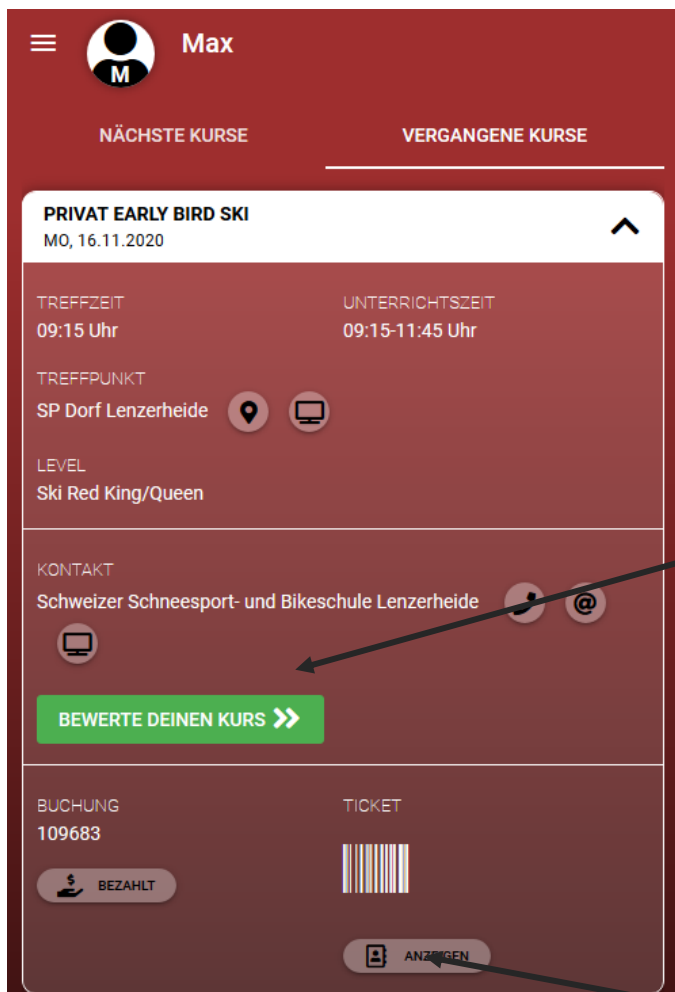 Max
M
NÄCHSTE KURSE
VERGANGENE KURSE
PRIVAT EARLY BIRD SKI
MO, 16.11.2020
TREFFZEIT
UNTERRICHTSZEIT
09:15 Uhr
09:15-11:45 Uhr
TREFFPUNKT
SP Dorf Lenzerheide
LEVEL
Ski Red King/Queen
KONTAKT
Schweizer Schneesport- und Bikeschule Lenzerheide
@
BEWERTE DEINEN KURS
BUCHUNG
TICKET
109683
$
BEZAHLT
ANZEIGEN